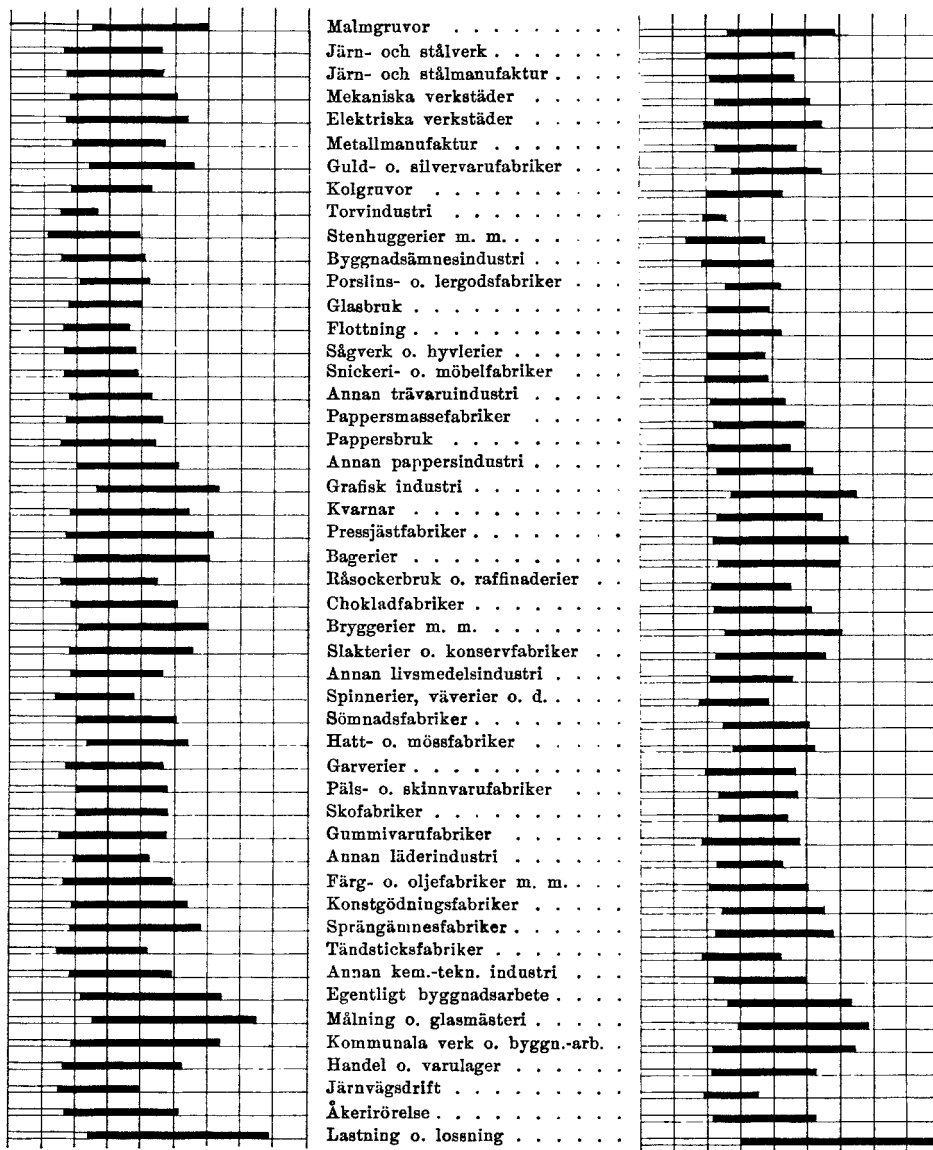 Malmgruvor . . . . . . . . .
Järn- och stålverk . . . . . .
Järn- och stålmanufaktur . . . .
Mekaniska verkstäder . . . . .
Elektriska verkstäder . . . . .
Metallmanufaktur . . . . . . .
Guld- o. silvervarufabriker . . .
Kolgruvor . . . . . . . . .
Torvindustri . . . . . . . .
Stenhuggerier m. m. . . . . .
Byggnadsämnesindustri . . . . .
Porslins- o. lergodsfabriker . . .
Glasbruk . . . . . . . . . .
Flottning . . . . . . . . . .
Sågverk o. hyvlerier . . . . . .
Snickeri- o. möbelfabriker . . .
Annan trävaruindustri . . . . .
Pappersmassefabriker . . . . .
Pappersbruk . . . . . . . .
Annan pappersindustri . . . . .
Grafisk industri . . . . . . .
Kvarnar . . . . . . . . . .
Pressjästfabriker . . . . . . .
Bagerier . . . . . . . . . .
Råsockerbruk o. raffinaderier . .
Chokladfabriker . . . . . . .
Bryggerier m. m. . . . . . . .
Slakterier o. konservfabriker . .
Annan livsmedelsindustri . . . .
Spinnerier, väverier o. d. . . . .
Sömnadsfabriker . . . . . . .
Hatt- o. mössfabriker . . . . .
Garverier . . . . . . . . . .
Päls- o. skinnvarufabriker . . .
Skofabriker . . . . . . . . .
Gummivarufabriker . . . . . .
Annan läderindustri . . . . . .
Färg- o. oljefabriker m. m. . . .
Konstgödningsfabriker . . . . .
Sprängämnesfabriker . . . . . .
Tändsticksfabriker . . . . . .
Annan kem.-tekn. industri . . .
Egentligt byggnadsarbete . . . .
Målning o. glasmästeri . . . . .
Kommunala verk o. byggn.-arb. .
Handel o. varulager . . . . . .
Järnvägsdrift . . . . . . . .
Åkerirörelse . . . . . . . . .
Lastning o. lossning . . . . . .